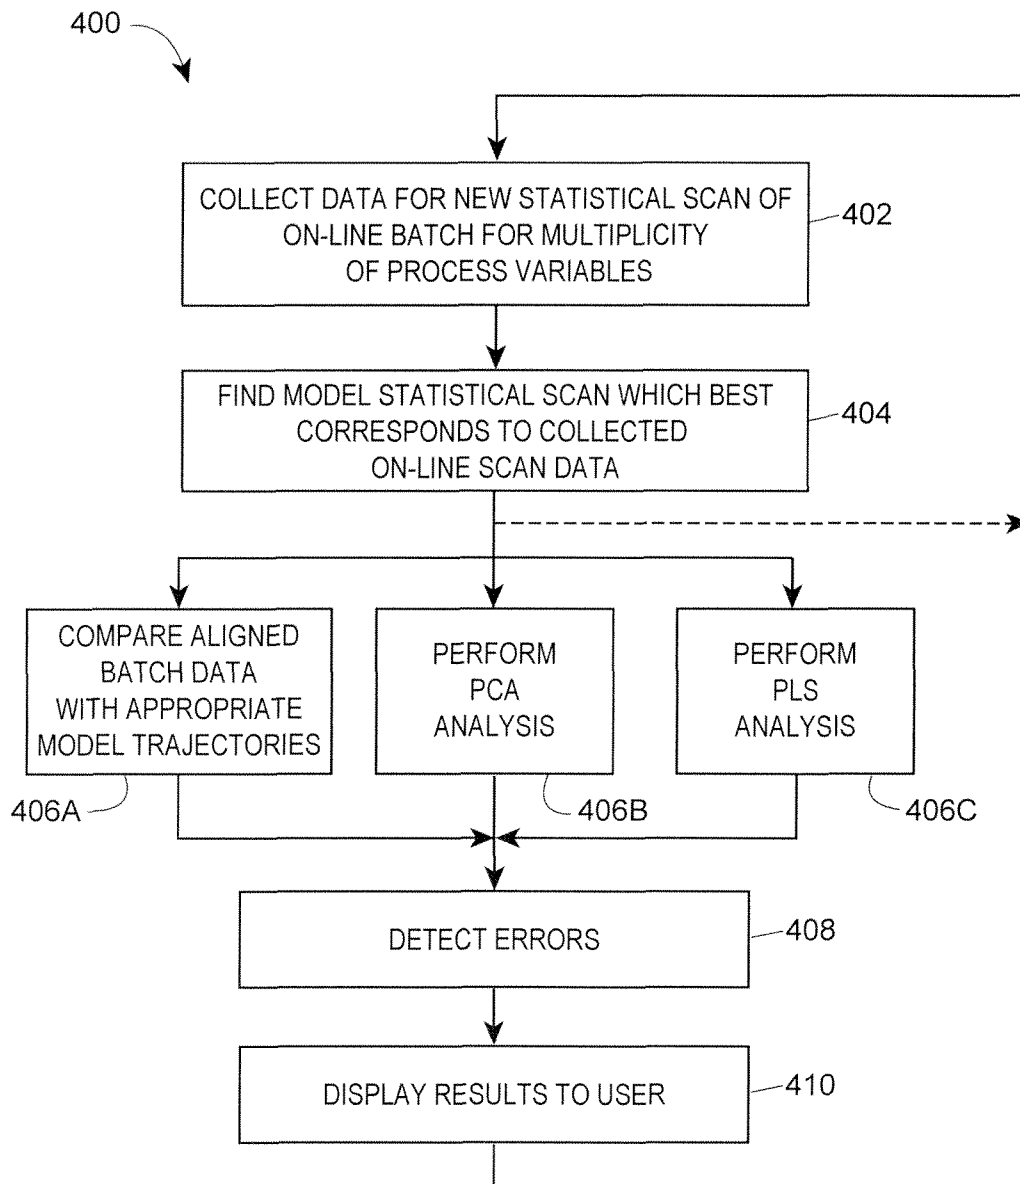 400
COLLECT DATA FOR NEW STATISTICAL SCAN OF
ON-LINE BATCH FOR MULTIPLICITY
OF PROCESS VARIABLES
402
FIND MODEL STATISTICAL SCAN WHICH BEST
CORRESPONDS TO COLLECTED
ON-LINE SCAN DATA
404
COMPARE ALIGNED
BATCH DATA
WITH APPROPRIATE
MODEL TRAJECTORIES
406A
PERFORM
PCA
ANALYSIS
406B
PERFORM
PLS
ANALYSIS
406C
DETECT ERRORS
408
DISPLAY RESULTS TO USER
410